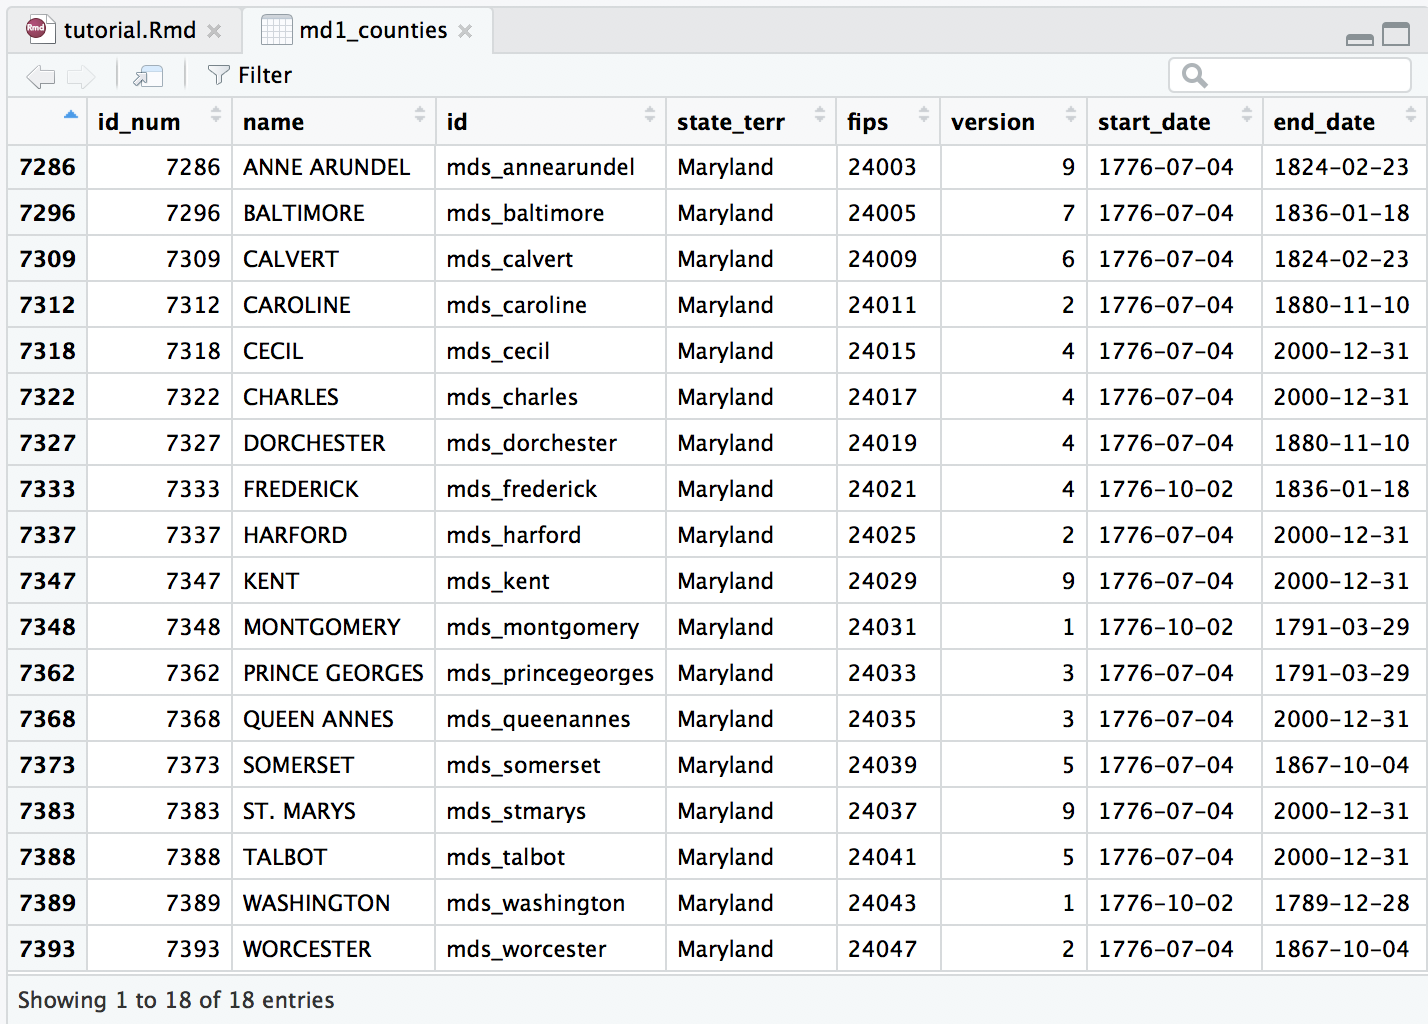 Rmd tutorial.Rmd md1_counties
Filter
id_num name id state_terr fips version start_date end_date
7286 7286 ANNE ARUNDEL mds_annearundel Maryland 24003 9 1776-07-04 1824-02-23
7296 7296 BALTIMORE mds_baltimore Maryland 24005 7 1776-07-04 1836-01-18
7309 7309 CALVERT mds_calvert Maryland 24009 6 1776-07-04 1824-02-23
7312 7312 CAROLINE mds_caroline Maryland 24011 2 1776-07-04 1880-11-10
7318 7318 CECIL mds_cecil Maryland 24015 4 1776-07-04 2000-12-31
7322 7322 CHARLES mds_charles Maryland 24017 4 1776-07-04 2000-12-31
7327 7327 DORCHESTER mds_dorchester Maryland 24019 4 1776-07-04 1880-11-10
7333 7333 FREDERICK mds_frederick Maryland 24021 4 1776-10-02 1836-01-18
7337 7337 HARFORD mds_harford Maryland 24025 2 1776-07-04 2000-12-31
7347 7347 KENT mds_kent Maryland 24029 9 1776-07-04 2000-12-31
7348 7348 MONTGOMERY mds_montgomery Maryland 24031 1 1776-10-02 1791-03-29
7362 7362 PRINCE GEORGES mds_princegeorges Maryland 24033 3 1776-07-04 1791-03-29
7368 7368 QUEEN ANNES mds_queenannes Maryland 24035 3 1776-07-04 2000-12-31
7373 7373 SOMERSET mds_somerset Maryland 24039 5 1776-07-04 1867-10-04
7383 7383 ST. MARYS mds_stmarys Maryland 24037 9 1776-07-04 2000-12-31
7388 7388 TALBOT mds_talbot Maryland 24041 5 1776-07-04 2000-12-31
7389 7389 WASHINGTON mds_washington Maryland 24043 1 1776-10-02 1789-12-28
7393 7393 WORCESTER mds_worcester Maryland 24047 2 1776-07-04 1867-10-04
Showing 1 to 18 of 18 entries